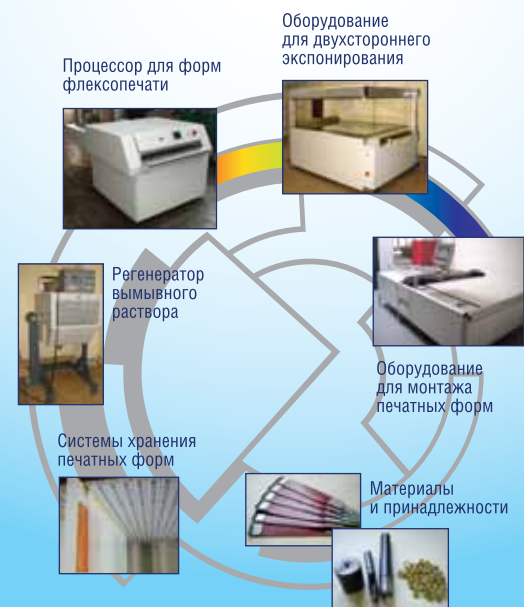 Оборудование
для двухстороннего
экспонирования
Процессор для форм
флексопечати
Регенератор
вымывного
раствора
Оборудование
для монтажа
печатных форм
Системы хранения
печатных форм
Материалы
и принадлежности